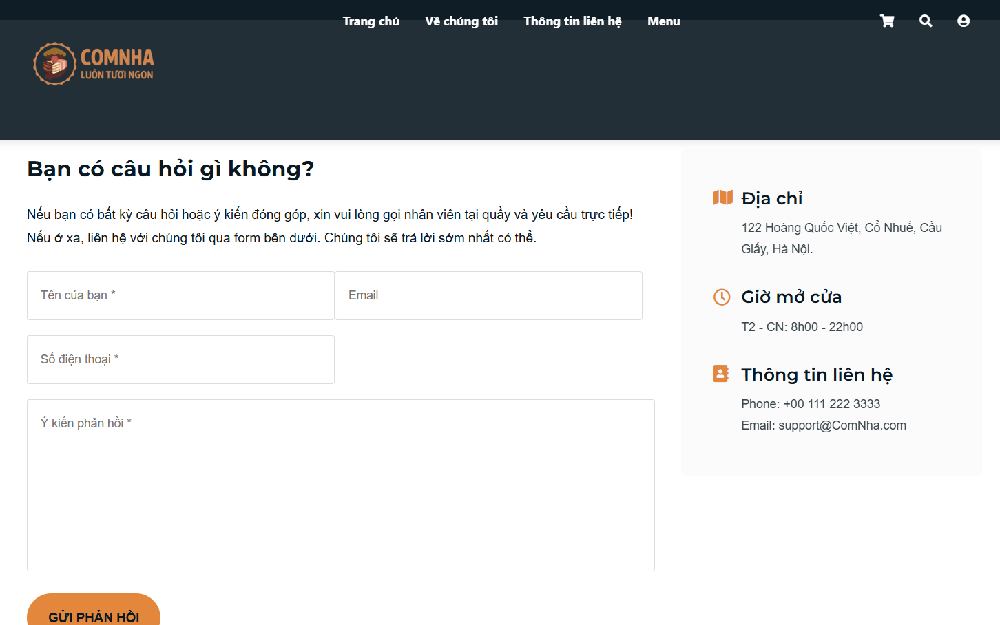 Trang chủ Về chúng tôi Thông tin liên hệ Menu
COMNHA
LUÔN TƯƠI NGON
Bạn có câu hỏi gì không?
Nếu bạn có bất kỳ câu hỏi hoặc ý kiến đóng góp, xin vui lòng gọi nhân viên tại quầy và yêu cầu trực tiếp!
Nếu ở xa, liên hệ với chúng tôi qua form bên dưới. Chúng tôi sẽ trả lời sớm nhất có thể.
Tên của bạn *
Email
Số điện thoại *
Ý kiến phản hồi *
GỬI PHẢN HỒI
Địa chỉ
122 Hoàng Quốc Việt, Cổ Nhuế, Cầu
Giấy, Hà Nội.
Giờ mở cửa
T2 - CN: 8h00 - 22h00
Thông tin liên hệ
Phone: +00 111 222 3333
Email: support@ComNha.com